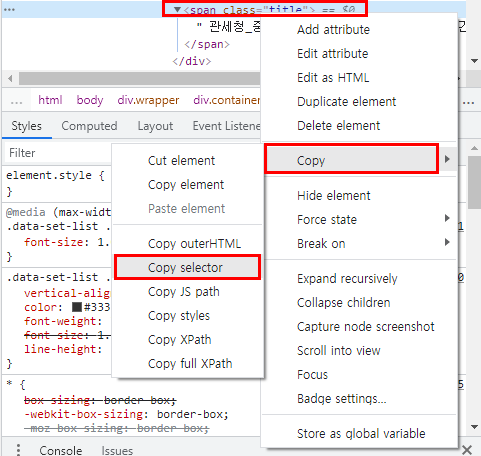 ▼<span class="title"> == $0
" 관세청_중
</span>
</div>
html body div.wrapper div.container
Styles Computed Layout Event Listene
Filter
element.style {
}
@media (max-widt
.data-set-list .
font-size: 1.
.data-set-list .
vertical-alig
color: #333
font-weight:
font-size: 1.
line-height:
}
* {
box-sizing: border-box;
-webkit-box-sizing: border-box;
-moz-box-sizing: border-box;
Console Issues
Add attribute
Edit attribute
Edit as HTML
Duplicate element
Delete element
Copy
Hide element
Force state
Break on
Expand recursively
Collapse children
Capture node screenshot
Scroll into view
Focus
Badge settings...
Store as global variable
Cut element
Copy element
Paste element
Copy outerHTML
Copy selector
Copy JS path
Copy styles
Copy XPath
Copy full XPath